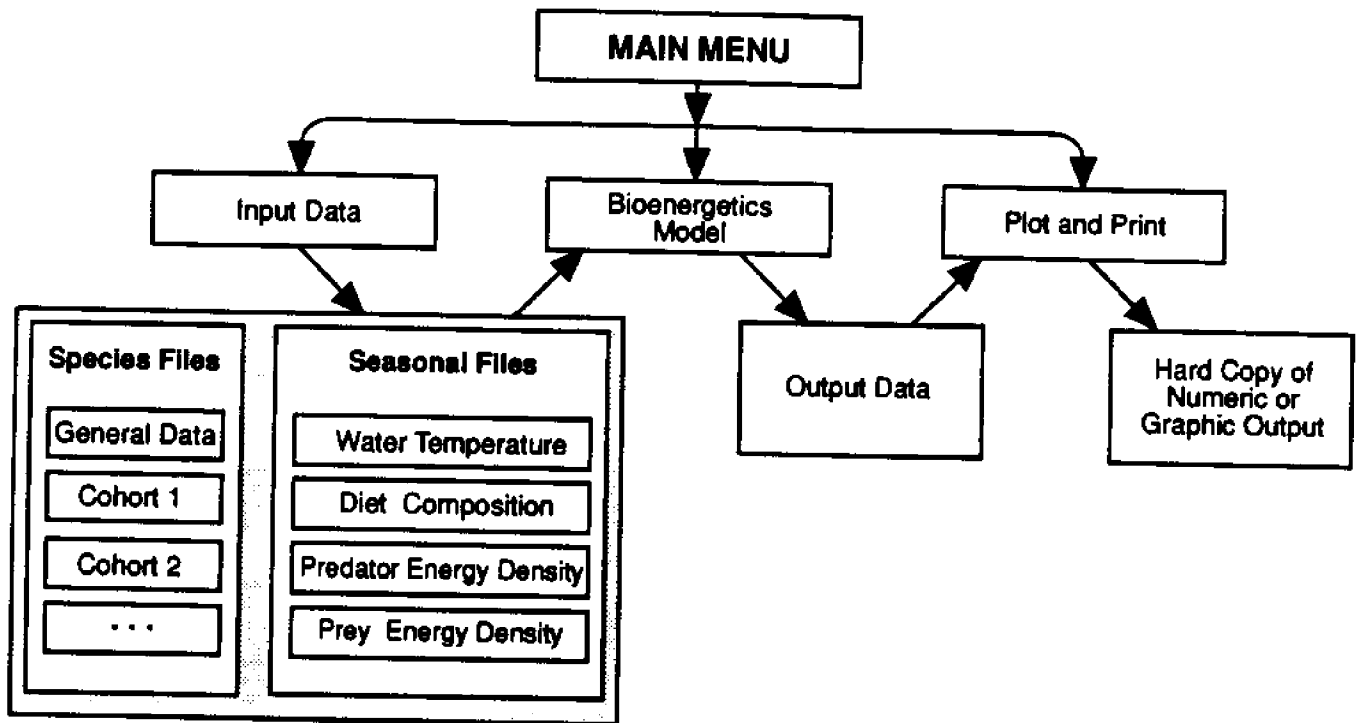 MAIN MENU
Input Data
Bioenergetics
Model
Plot and Print
Species Files
General Data
Cohort 1
Cohort 2
. . .
Seasonal Files
Water Temperature
Diet Composition
Predator Energy Density
Prey Energy Density
Output Data
Hard Copy of
Numeric or
Graphic Output